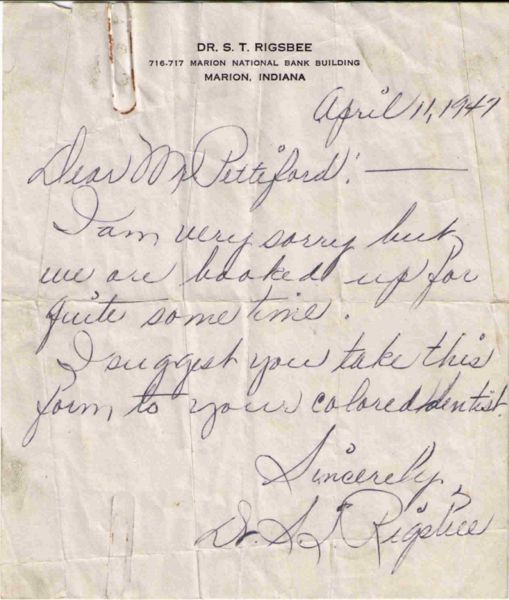 DR. S. T. RIGSBEE
716-717 MARION NATIONAL BANK BUILDING
MARION, INDIANA
April 11, 1947
Dear Mr Pettiford: —
I am very sorry but
we are booked up for
quite some time.
I suggest you take this
form to your colored dentist.
Sincerely,
Dr. S. T. Rigsbee